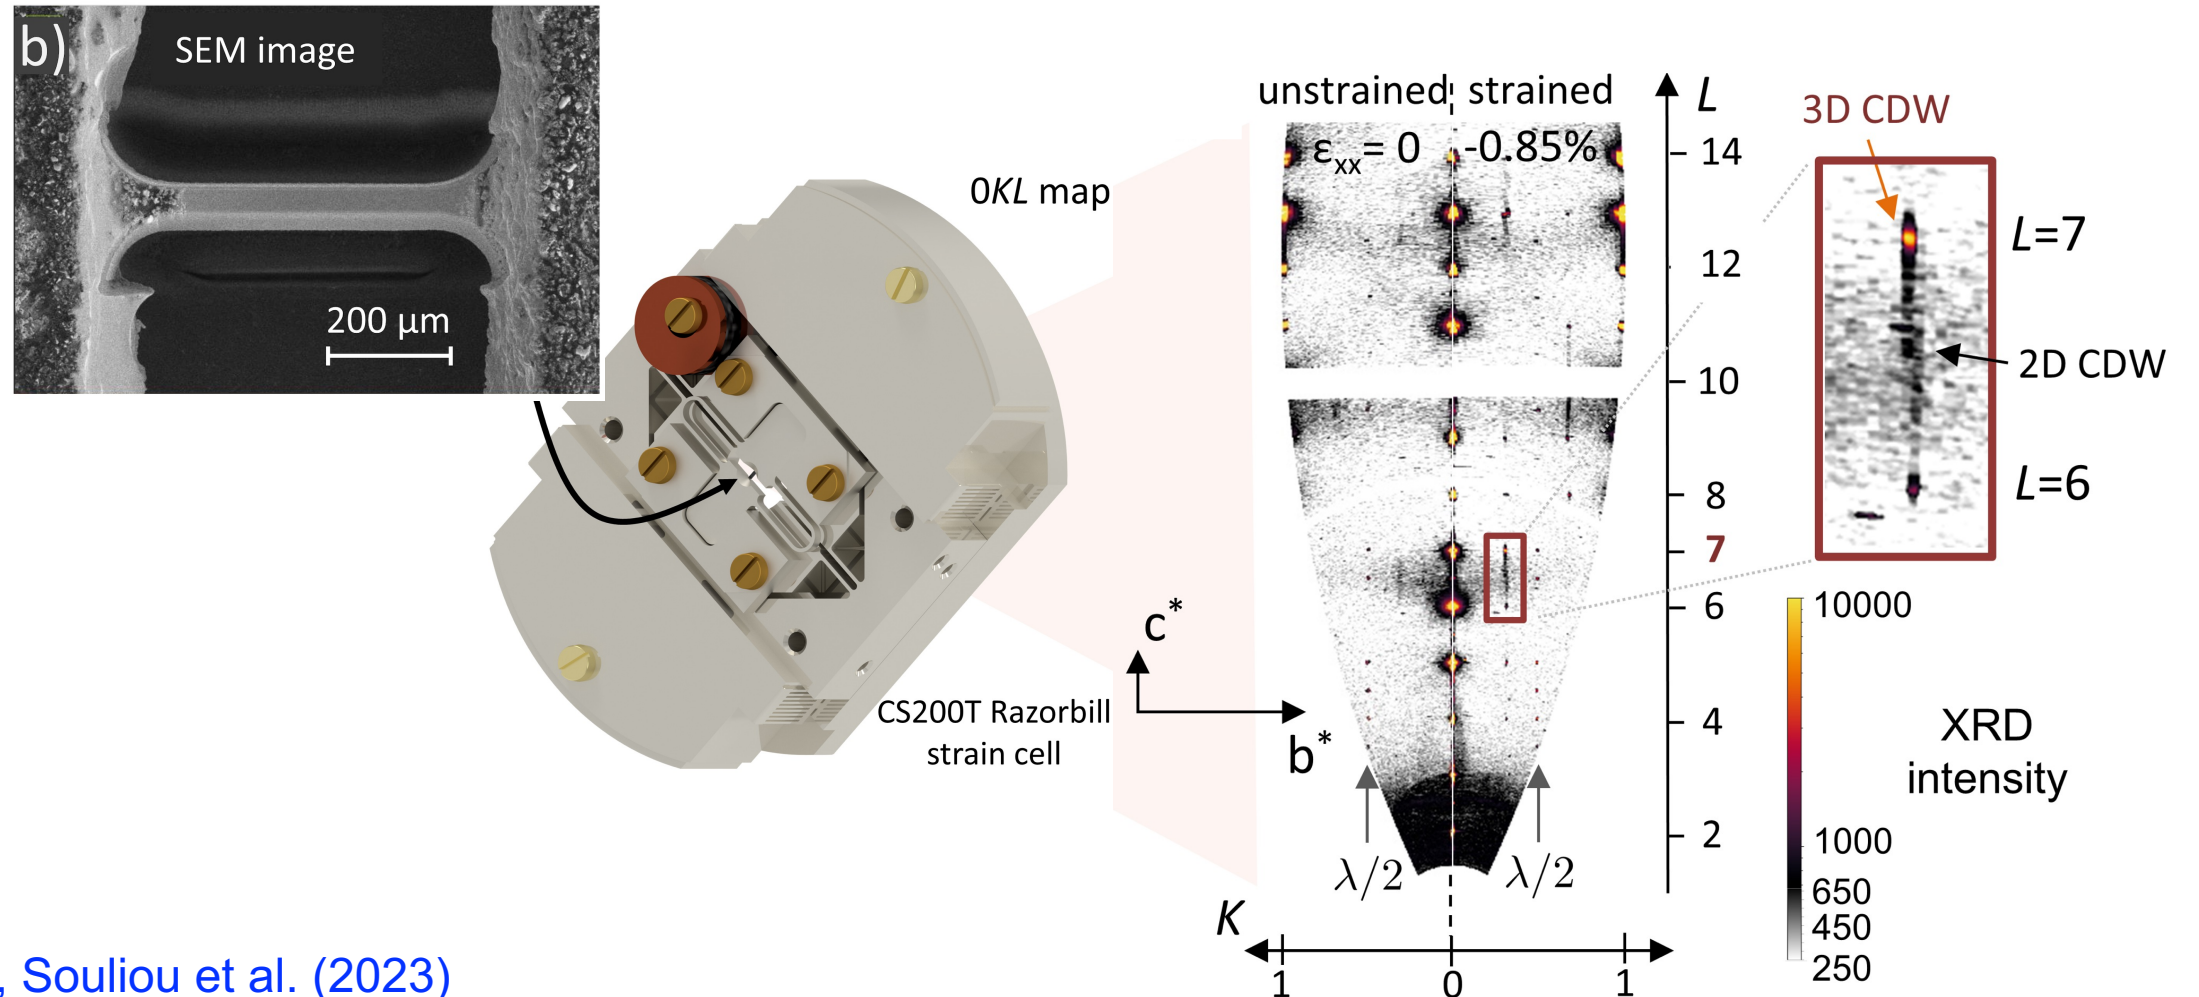 b)
SEM image
200 µm
0KL map
CS200T Razorbill
strain cell
c*
b*
unstrained strained
εxx= 0 -0.85%
L
14
12
10
8
7
6
4
2
λ/2 λ/2
K
1 0 1
3D CDW
L=7
2D CDW
L=6
10000
1000
650
450
250
XRD
intensity
, Souliou et al. (2023)